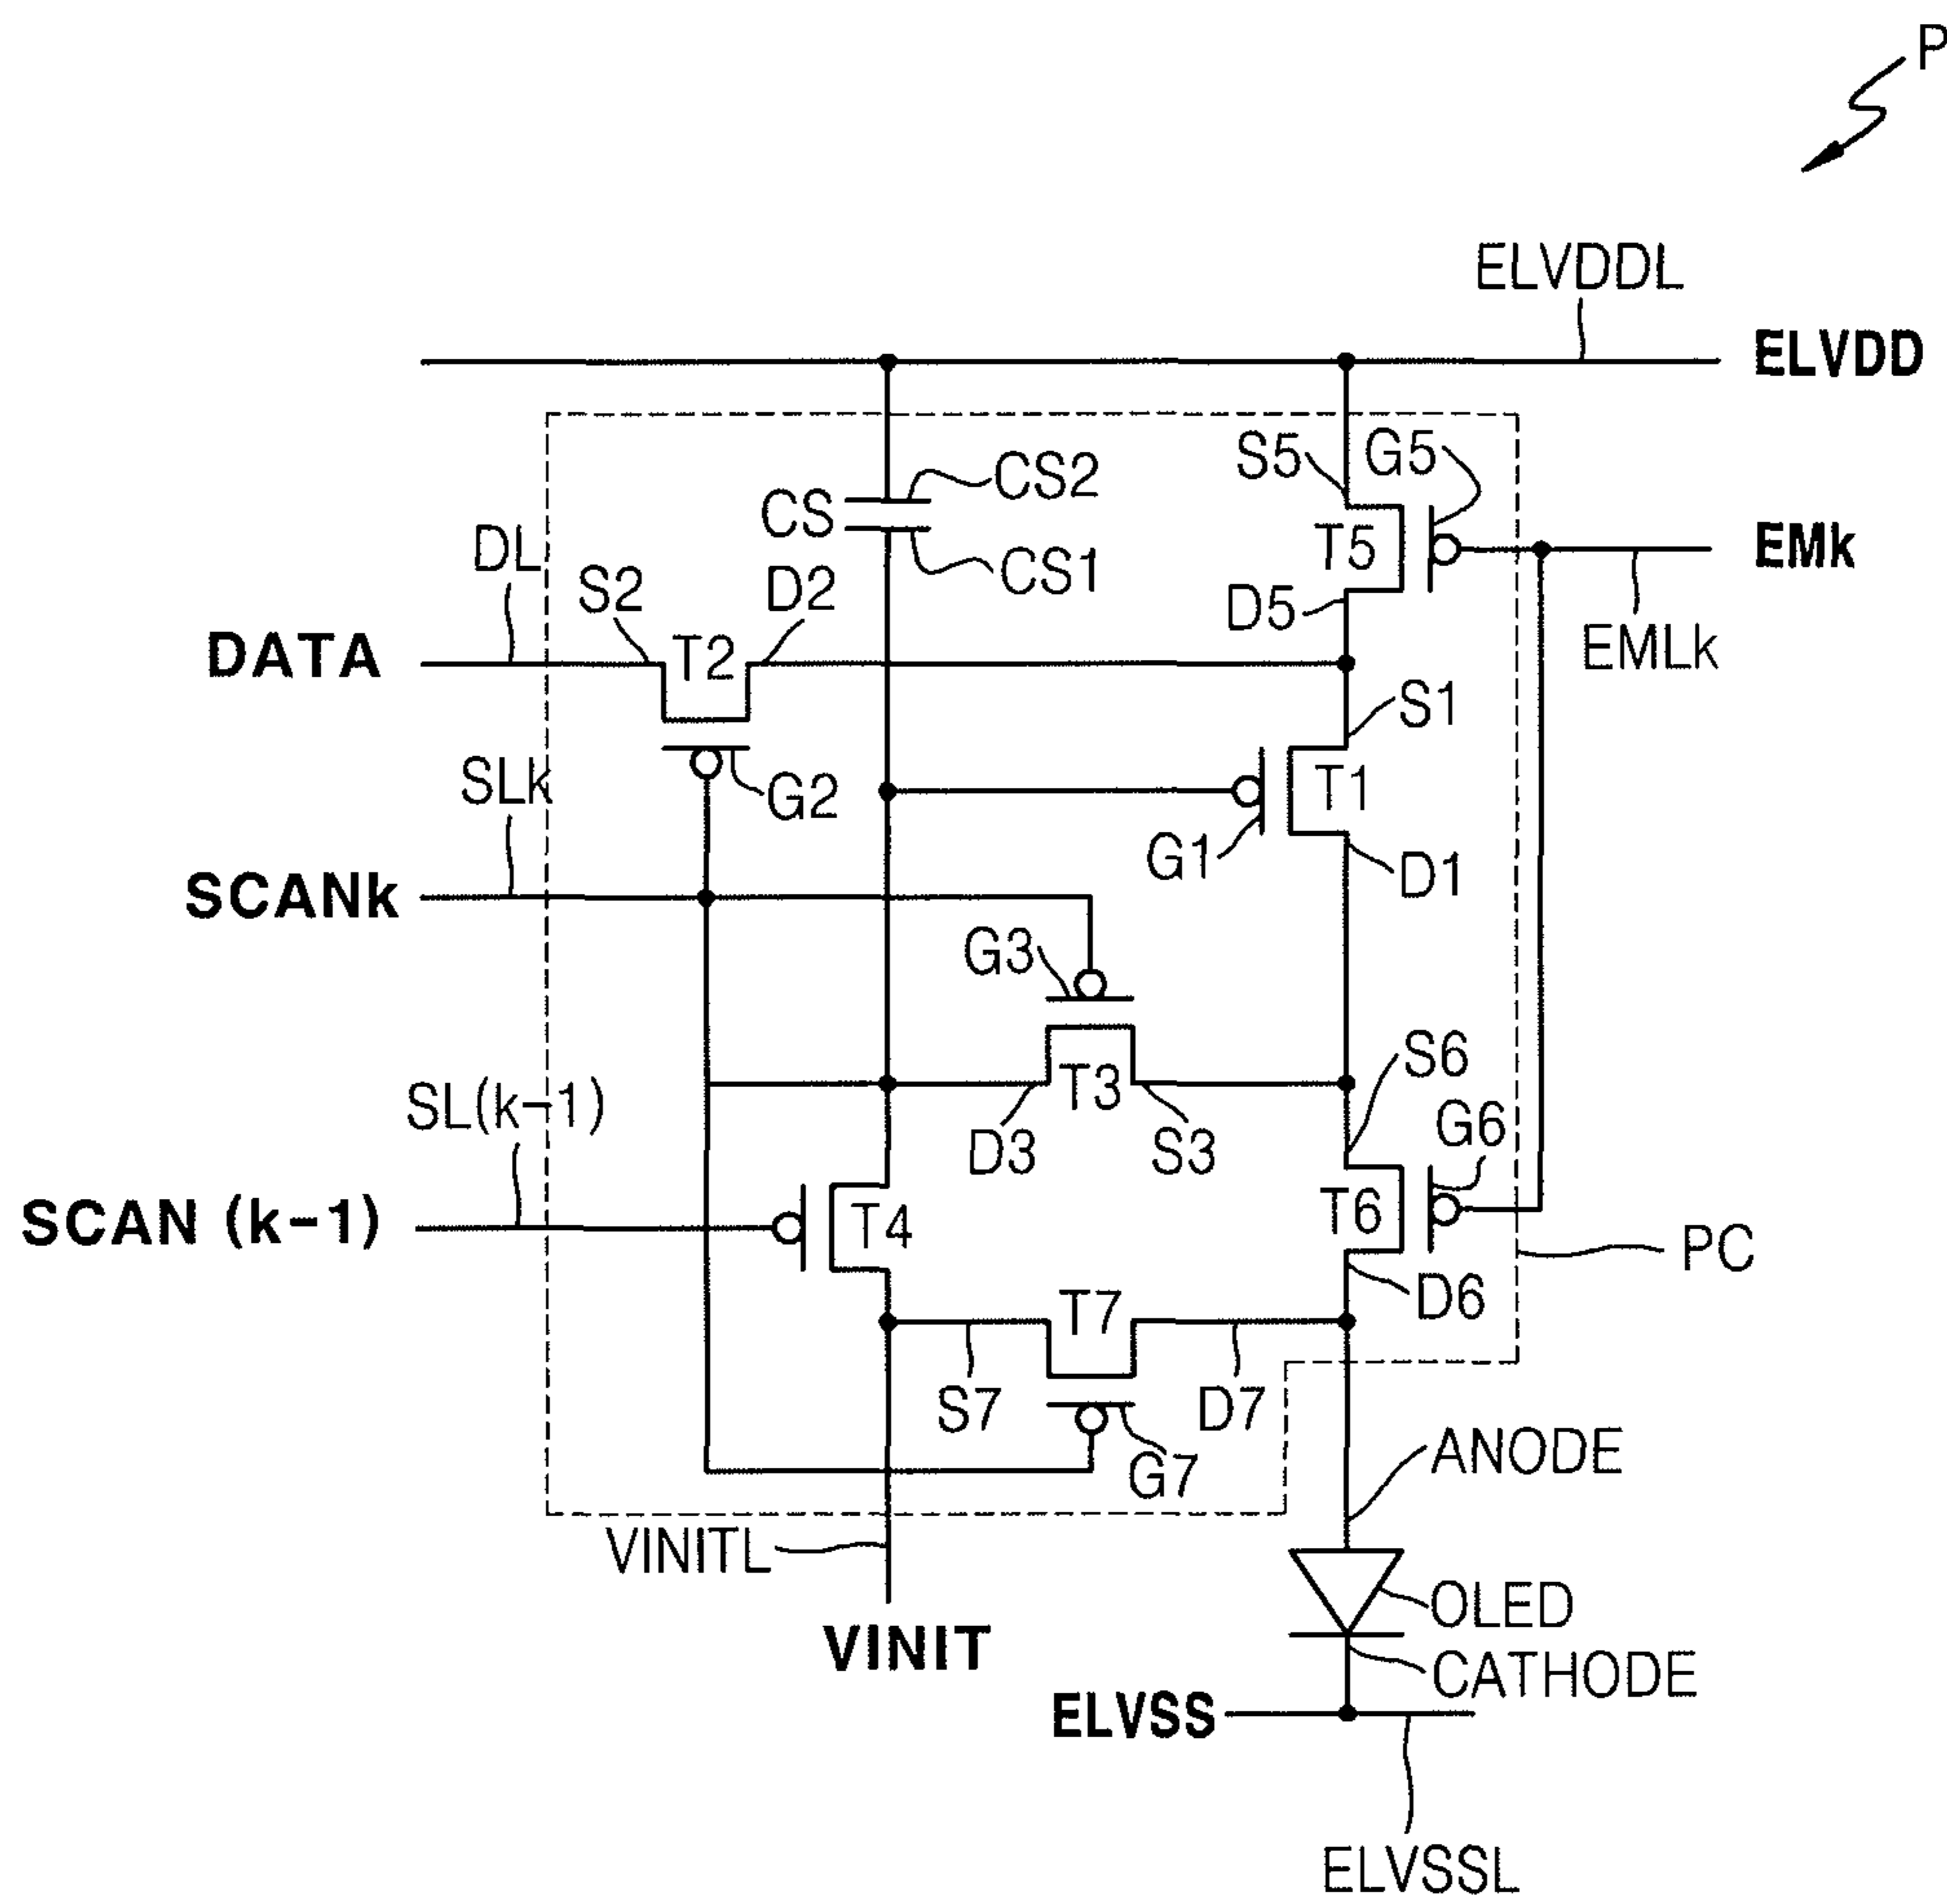 P
ELVDDL
ELVDD
S5 G5
CS2
CS
T5
EMk
DL
CS1
S2 D2
D5
EMLk
DATA
T2
S1
SLk
G2
T1
G1
D1
SCANk
G3
S6
T3
SL(k-1)
G6
D3 S3
SCAN (k-1)
T4
T6
PC
D6
T7
S7 D7
G7
ANODE
VINITL
OLED
VINIT
CATHODE
ELVSS
ELVSSL